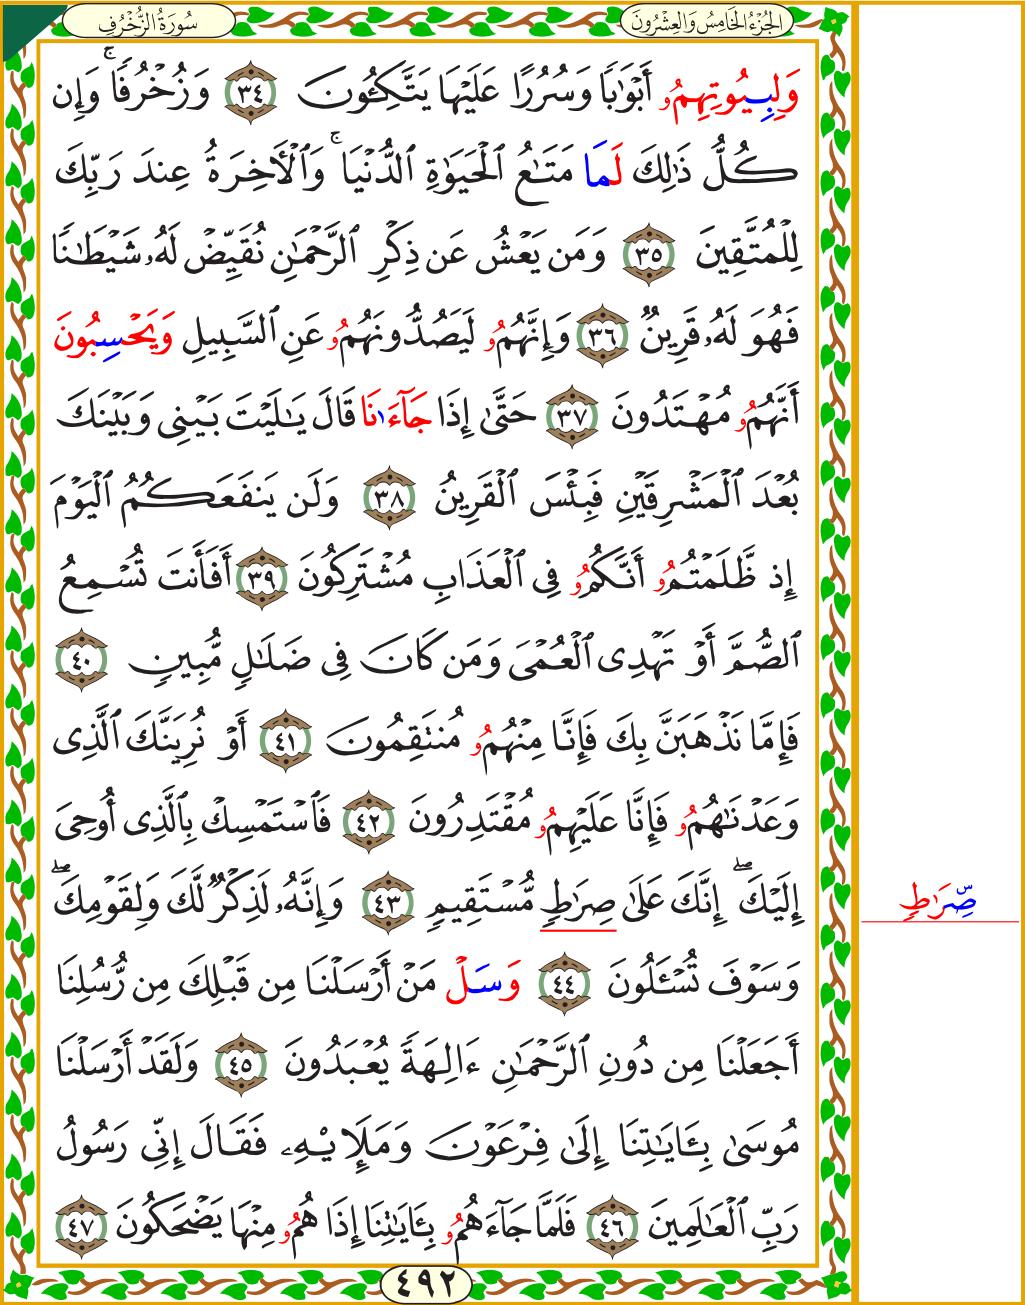 الجُزْءُ الخَامِسُ وَالعِشْرُونَ
سُورَةُ الزُّخْرُفِ
وَلِبِيُوتِهِمُۥ أَبْوَٰبًا وَسُرُرًا عَلَيْهَا يَتَّكِـُٔونَ ٣٤ وَزُخْرُفًا ۚ وَإِن
كُلُّ ذَٰلِكَ لَمَا مَتَـٰعُ ٱلْحَيَوٰةِ ٱلدُّنْيَا ۚ وَٱلْـَٔاخِرَةُ عِندَ رَبِّكَ
لِلْمُتَّقِينَ ٣٥ وَمَن يَعْشُ عَن ذِكْرِ ٱلرَّحْمَـٰنِ نُقَيِّضْ لَهُۥ شَيْطَـٰنًا
فَهُوَ لَهُۥ قَرِينٌ ٣٦ وَإِنَّهُمُۥ لَيَصُدُّونَهُمُۥ عَنِ ٱلسَّبِيلِ وَيَحْسِبُونَ
أَنَّهُمُۥ مُهْتَدُونَ ٣٧ حَتَّىٰٓ إِذَا جَآءَٰنَا قَالَ يَـٰلَيْتَ بَيْنِى وَبَيْنَكَ
بُعْدَ ٱلْمَشْرِقَيْنِ فَبِئْسَ ٱلْقَرِينُ ٣٨ وَلَن يَنفَعَكُمُ ٱلْيَوْمَ
إِذ ظَّلَمْتُمُۥ أَنَّكُمُۥ فِى ٱلْعَذَابِ مُشْتَرِكُونَ ٣٩ أَفَأَنتَ تُسْمِعُ
ٱلصُّمَّ أَوْ تَهْدِى ٱلْعُمْىَ وَمَن كَانَ فِى ضَلَـٰلٍ مُّبِينٍ ٤٠
فَإِمَّا نَذْهَبَنَّ بِكَ فَإِنَّا مِنْهُمُۥ مُنتَقِمُونَ ٤١ أَوْ نُرِيَنَّكَ ٱلَّذِى
وَعَدْنَـٰهُمُۥ فَإِنَّا عَلَيْهِمُۥ مُقْتَدِرُونَ ٤٢ فَٱسْتَمْسِكْ بِٱلَّذِى أُوحِىَ
إِلَيْكَ ۖ إِنَّكَ عَلَىٰ صِرَٰطٍ مُّسْتَقِيمٍ ٤٣ وَإِنَّهُۥ لَذِكْرٌ لَّكَ وَلِقَوْمِكَ ۖ
صِّرَٰطٍ
وَسَوْفَ تُسْـَٔلُونَ ٤٤ وَسَلْ مَنْ أَرْسَلْنَا مِن قَبْلِكَ مِن رُّسُلِنَا
أَجَعَلْنَا مِن دُونِ ٱلرَّحْمَـٰنِ ءَالِهَةً يُعْبَدُونَ ٤٥ وَلَقَدْ أَرْسَلْنَا
مُوسَىٰ بِـَٔايَـٰتِنَا إِلَىٰ فِرْعَوْنَ وَمَلَإِي۟هِۦ فَقَالَ إِنِّى رَسُولُ
رَبِّ ٱلْعَـٰلَمِينَ ٤٦ فَلَمَّا جَآءَهُمُۥ بِـَٔايَـٰتِنَا إِذَا هُمُۥ مِنْهَا يَضْحَكُونَ ٤٧
٤٩٢